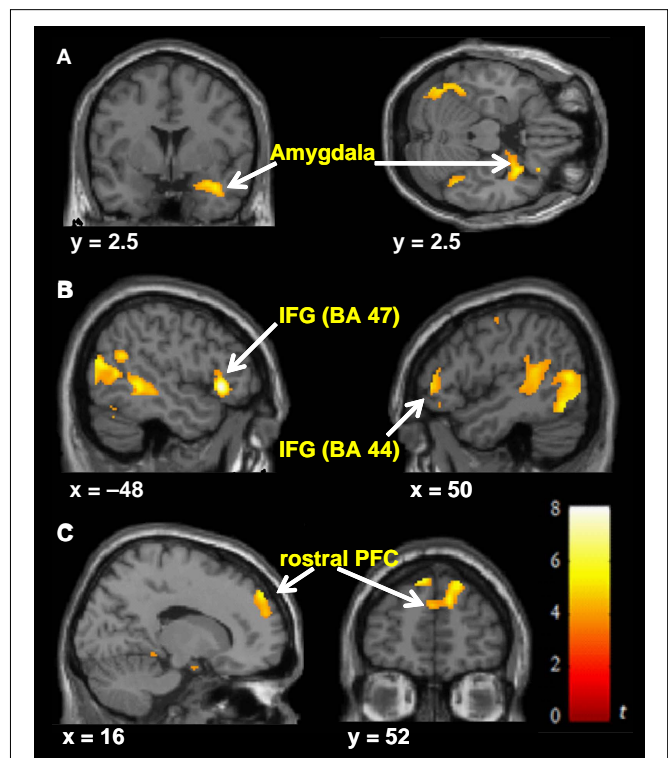 A
Amygdala
y = 2.5
y = 2.5
B
IFG (BA 47)
IFG (BA 44)
x = –48
x = 50
C
rostral PFC
x = 16
y = 52
8
6
4
2
0
t